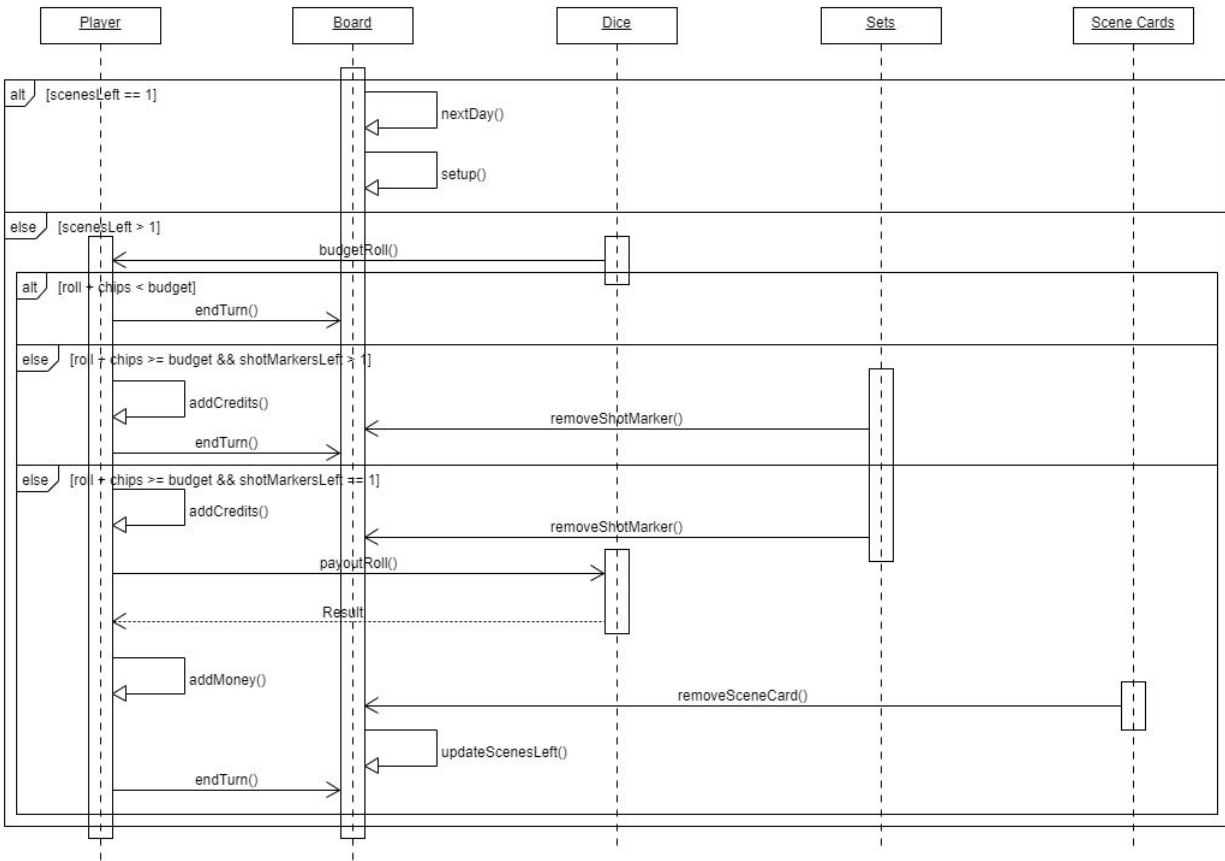 Player
Board
Dice
Sets
Scene Cards
alt [scenesLeft == 1]
nextDay()
setup()
else [scenesLeft > 1]
budgetRoll()
alt [roll + chips < budget]
endTurn()
else [roll + chips >= budget && shotMarkersLeft > 1]
addCredits()
removeShotMarker()
endTurn()
else [roll + chips >= budget && shotMarkersLeft == 1]
addCredits()
removeShotMarker()
payoutRoll()
Result
addMoney()
removeSceneCard()
updateScenesLeft()
endTurn()